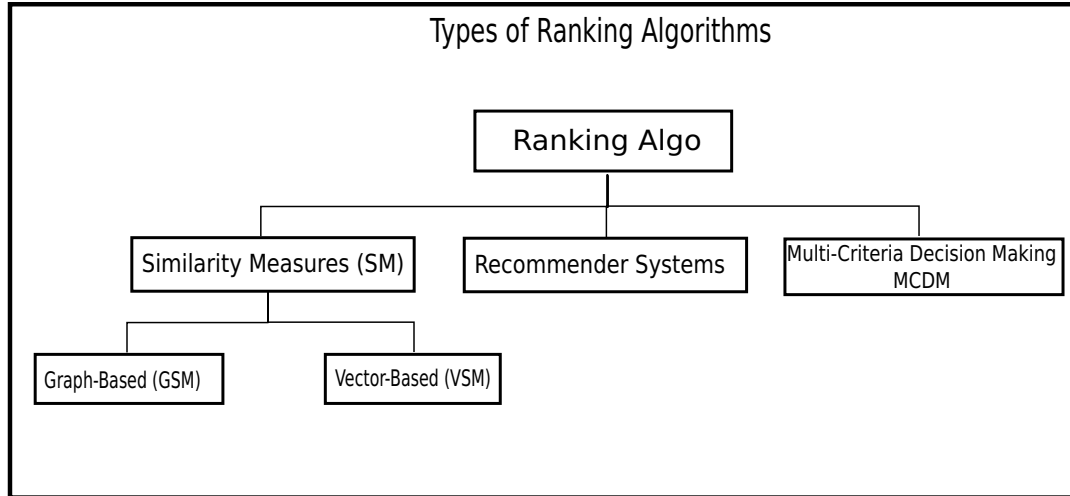 Types of Ranking Algorithms
Ranking Algo
Similarity Measures (SM)
Recommender Systems
Multi-Criteria Decision Making
MCDM
Graph-Based (GSM)
Vector-Based (VSM)